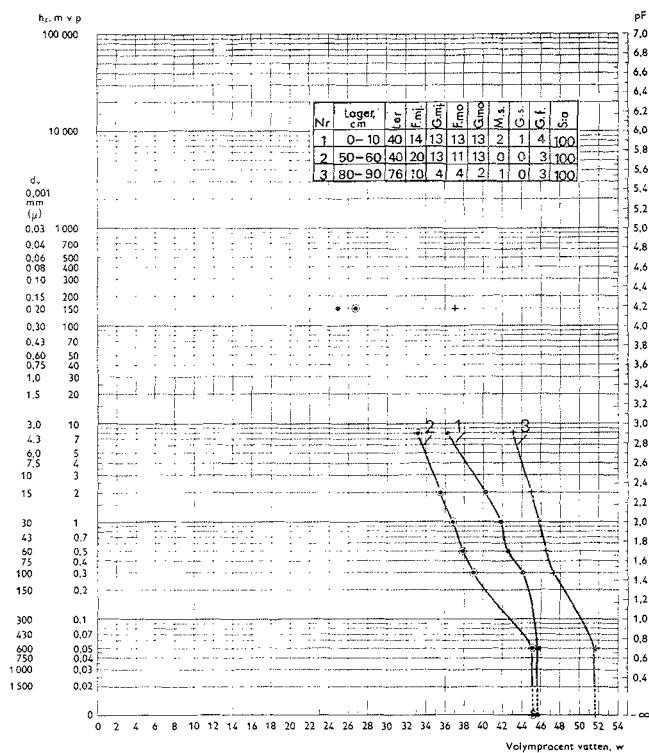 h_c, m v p
pF
100 000
7,0
6,8
6,6
6,4
6,2
10 000
6,0
5,8
5,6
5,4
5,2
Nr Lager, cm Ler F.mj. G.mj. F.mo G.mo M.s. G.s. G.f. S:a
1 0–10 40 14 13 13 13 2 1 4 100
2 50–60 40 20 13 11 13 0 0 3 100
3 80–90 76 10 4 4 2 1 0 3 100
d_v
0,001
mm
(μ)
0,03 1 000 5,0
0,04 700
0,06 500 4,8
0,08 400
0,10 300 4,6
0,15 200 4,4
0,20 150 4,2
0,30 100 4,0
0,43 70 3,8
0,60 50
0,75 40 3,6
1,0 30 3,4
1,5 20 3,2
3,0 10 3,0
2 1 3
4,3 7 2,8
6,0 5
7,5 4 2,6
10 3 2,4
15 2 2,2
30 1 2,0
43 0.7 1,8
60 0,5
75 0,4 1,6
100 0,3 1,4
150 0,2 1,2
300 0,1 1,0
430 0,07 0,8
600 0,05
750 0,04 0,6
1 000 0,03 0,4
1 500 0,02
0 -∞
0 2 4 6 8 10 12 14 16 18 20 22 24 26 28 30 32 34 36 38 40 42 44 46 48 50 52 54
Volymprocent vatten, w